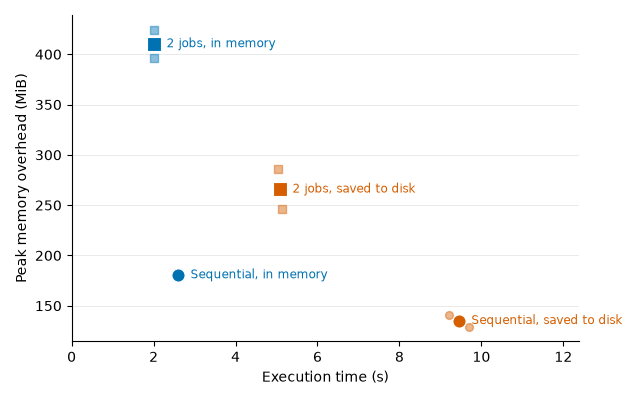 2 jobs, in memory
2 jobs, saved to disk
Sequential, in memory
Sequential, saved to disk
Peak memory overhead (MiB)
400
350
300
250
200
150
0 2 4 6 8 10 12
Execution time (s)